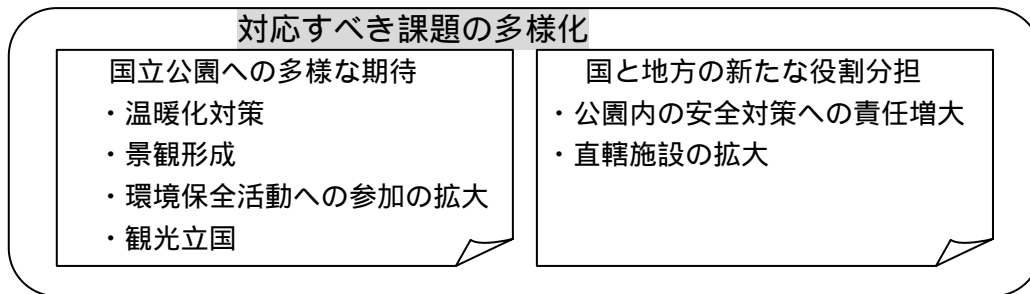 対応すべき課題の多様化
国立公園への多様な期待
・温暖化対策
・景観形成
・環境保全活動への参加の拡大
・観光立国
国と地方の新たな役割分担
・公園内の安全対策への責任増大
・直轄施設の拡大